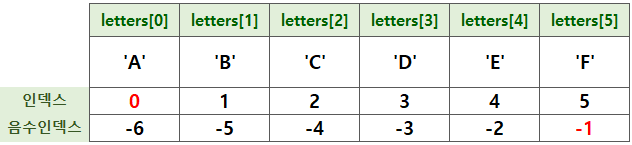 letters[0] letters[1] letters[2] letters[3] letters[4] letters[5]
'A' 'B' 'C' 'D' 'E' 'F'
인덱스 0 1 2 3 4 5
음수인덱스 -6 -5 -4 -3 -2 -1